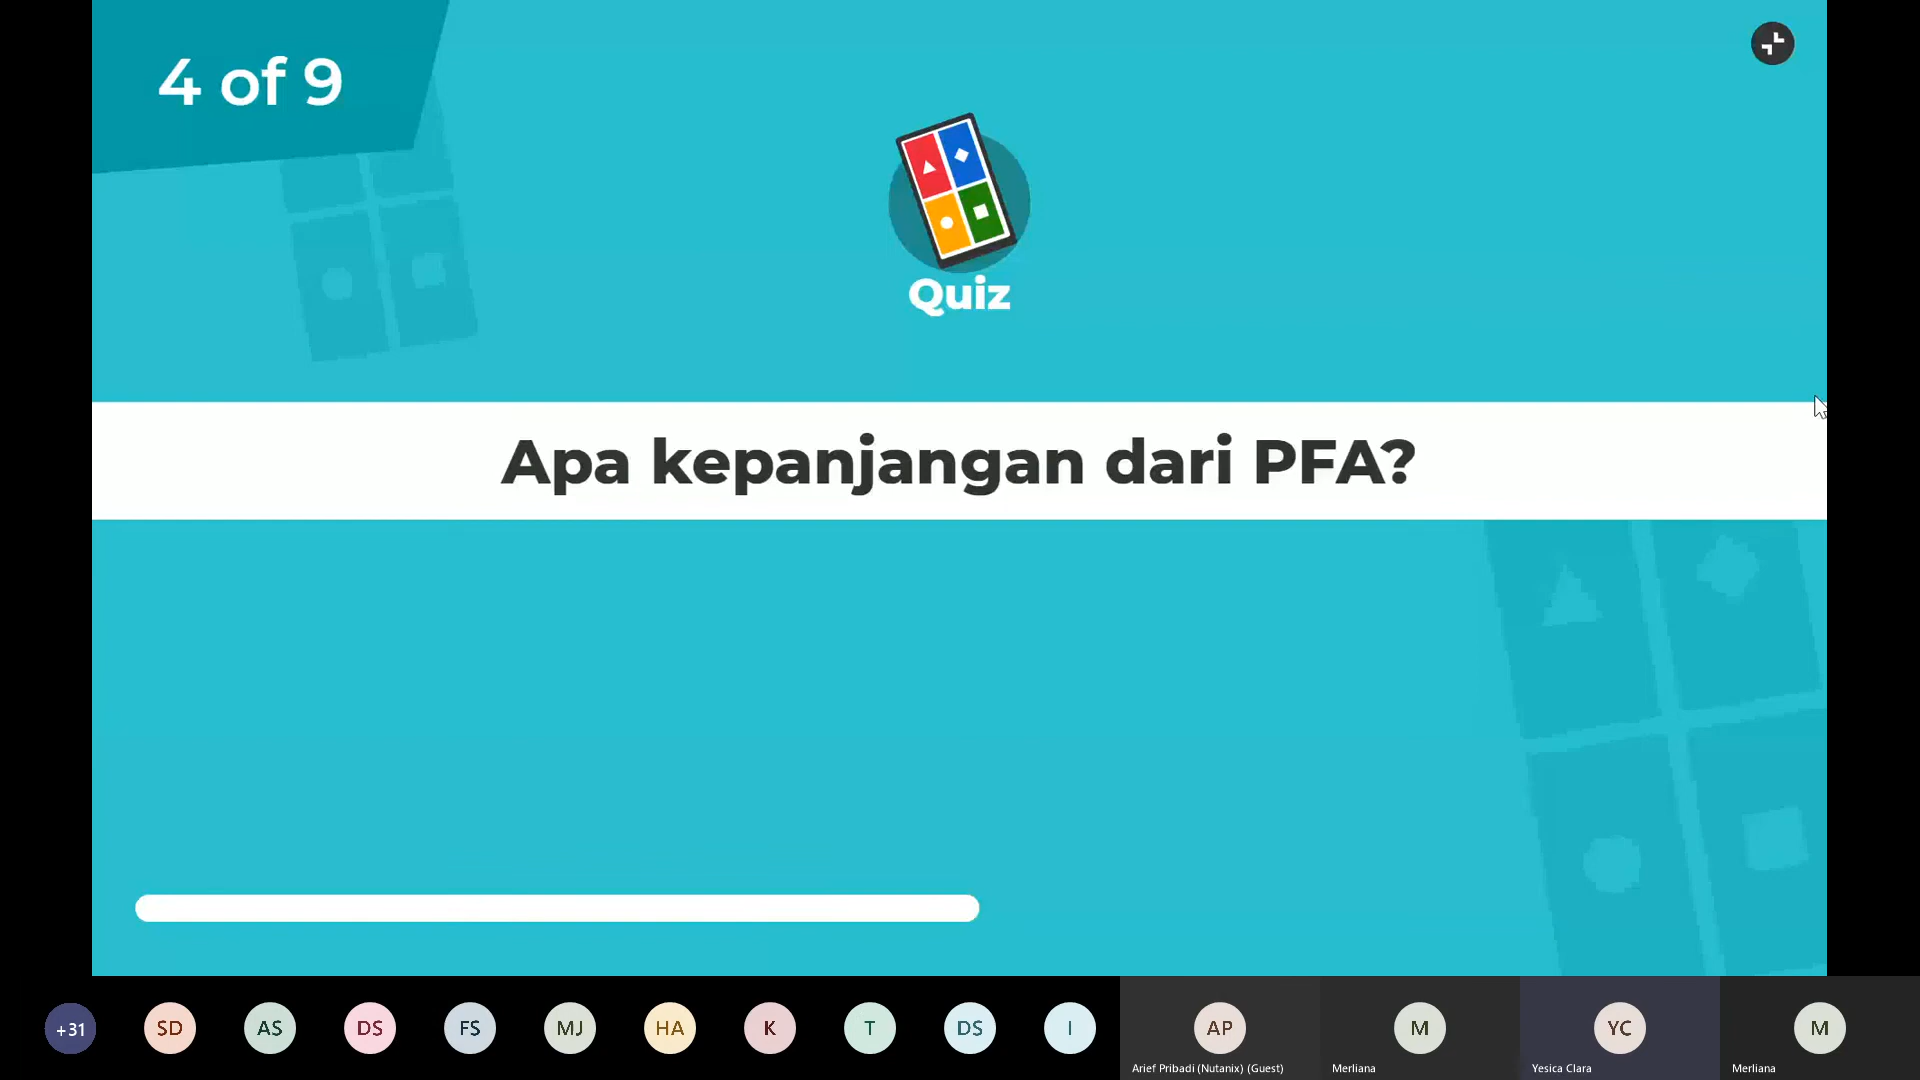 4 of 9
Quiz
Apa kepanjangan dari PFA?
+31
SD
AS
DS
FS
MJ
HA
K
T
DS
I
AP
M
YC
M
Arief Pribadi (Nutanix) (Guest)
Merliana
Yesica Clara
Merliana